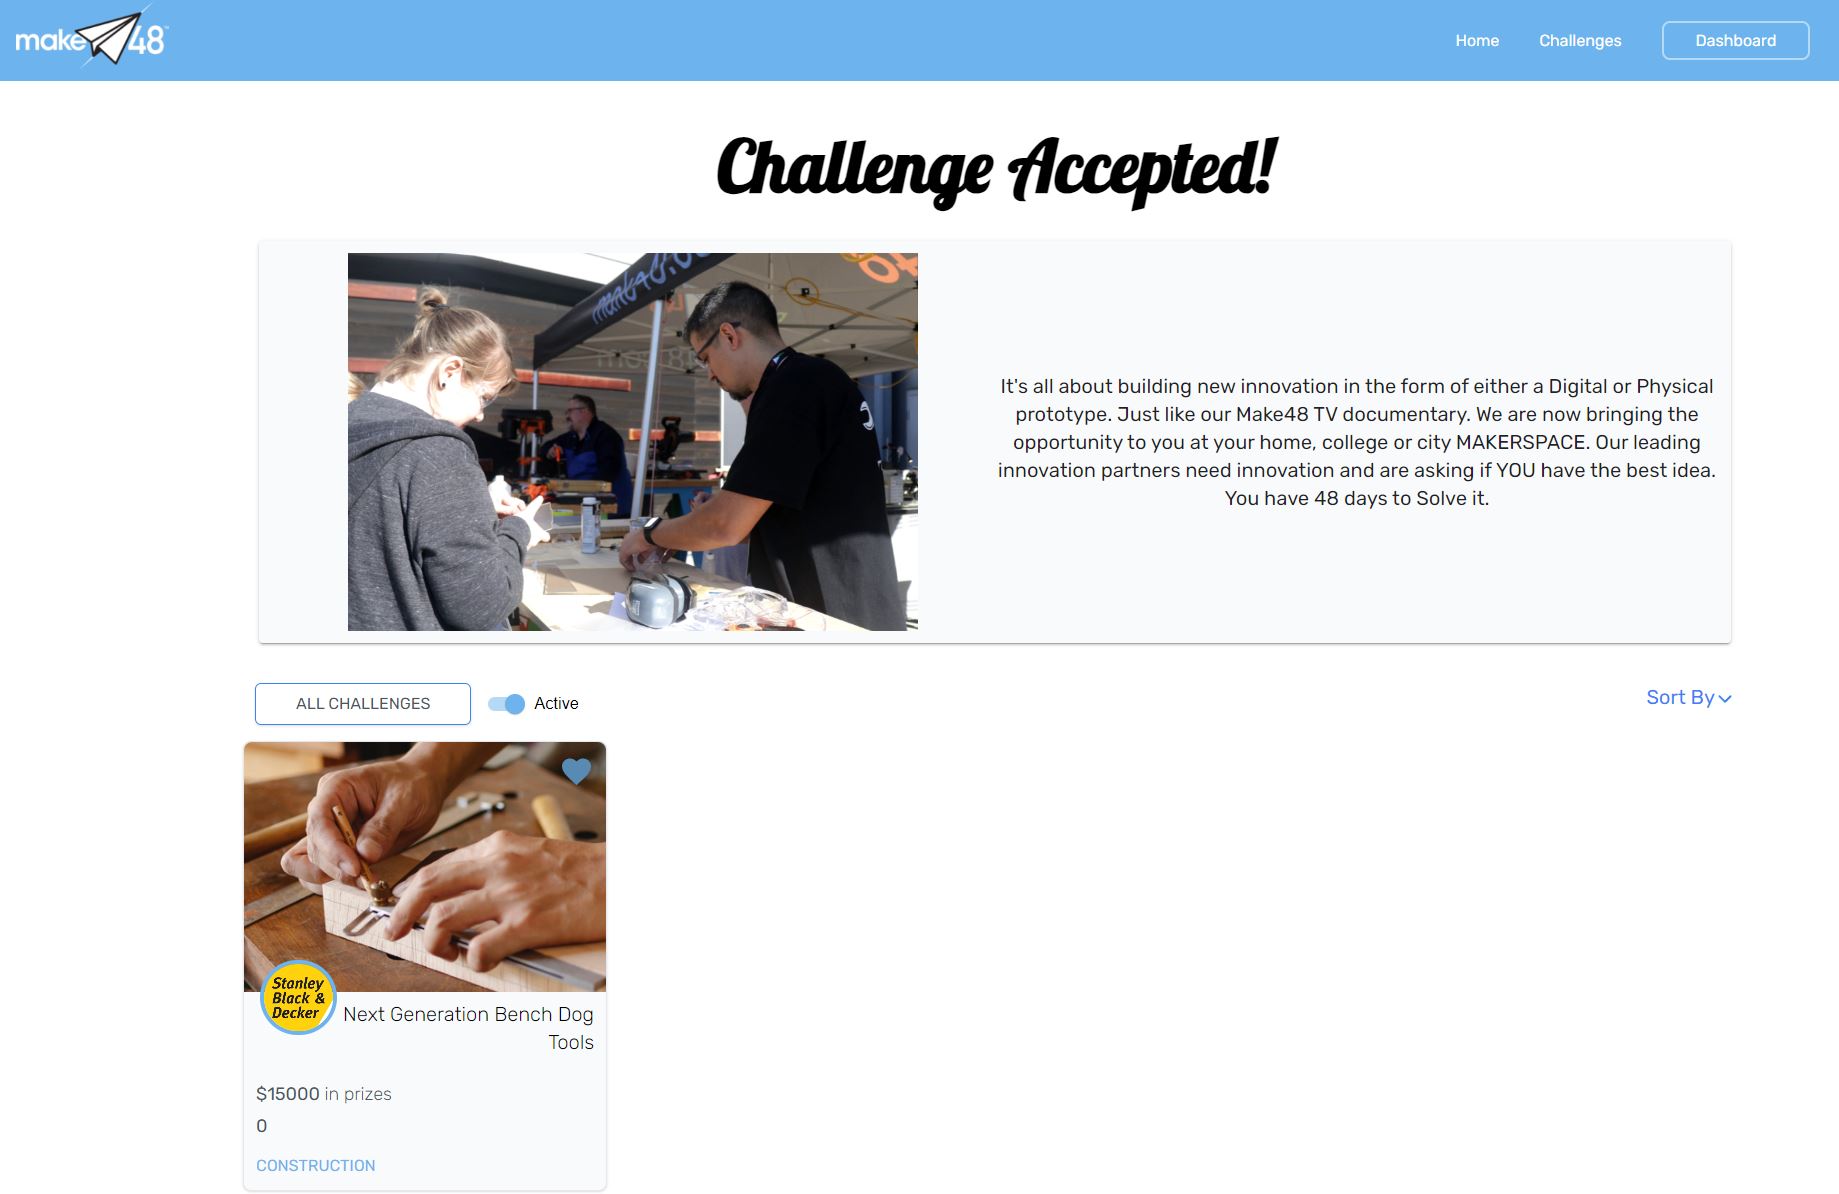 make48™
Home
Challenges
Dashboard
Challenge Accepted!
make48.co
It's all about building new innovation in the form of either a Digital or Physical
prototype. Just like our Make48 TV documentary. We are now bringing the
opportunity to you at your home, college or city MAKERSPACE. Our leading
innovation partners need innovation and are asking if YOU have the best idea.
You have 48 days to Solve it.
ALL CHALLENGES
Active
Sort By
Stanley
Black &
Decker
Next Generation Bench Dog
Tools
$15000 in prizes
0
CONSTRUCTION